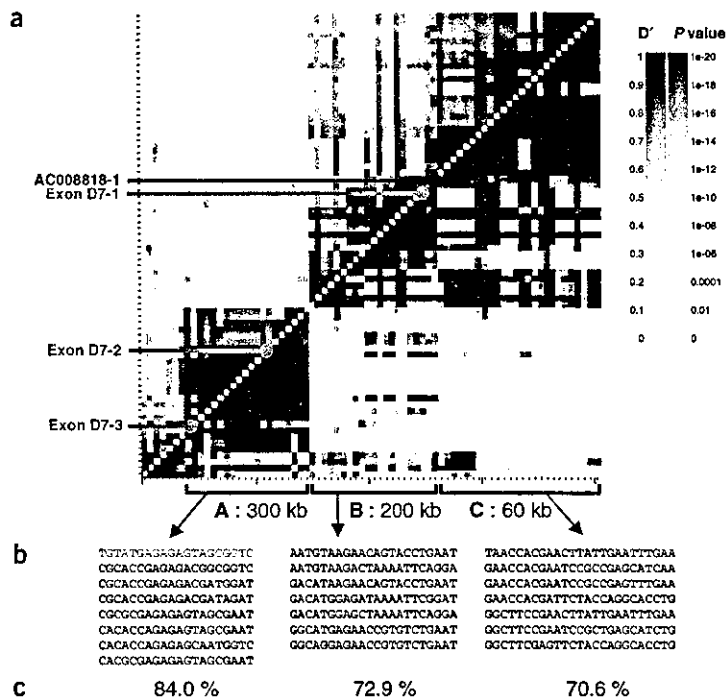 a
D′ P value
1 1e-20
0.9 1e-18
0.8 1e-16
0.7 1e-14
0.6 1e-12
0.5 1e-10
0.4 1e-08
0.3 1e-06
0.2 0.0001
0.1 0.01
0 0
AC008818-1
Exon D7-1
Exon D7-2
Exon D7-3
A : 300 kb
B : 200 kb
C : 60 kb
b
TGTATGAGAGAGTAGCGGTC
CGCACCGAGAGACGGCGGTC
CGCACCGAGAGACGATGGAT
CGCACCGAGAGACGATAGAT
CGCGCGAGAGAGTAGCGAAT
CACACCAGAGAGTAGCGAAT
CACACCAGAGAGCAATGGTC
CACGCGAGAGAGTAGCGAAT
AATGTAAGAACAGTACCTGAAT
AATGTAAGACTAAAATTCAGGA
GACATAAGAACAGTACCTGAAT
GACATGGAGATAAAATTCGGAT
GACATGGAGCTAAAATTCAGGA
GGCATGAGAACCGTGTCTGAAT
GGCAGGAGAACCGTGTCTGAAT
TAACCACGAACTTATTGAATTTGAA
GAACCACGAATCCGCCGAGCATCAA
GAACCACGAATCCGCCGAGTTTGAA
GAACCACGATTCTACCAGGCACCTG
GGCTTCCGAACTTATTGAATTTGAA
GGCTTCCGAATCCGCTGAGCATCTG
GGCTTCGAGTTCTACCAGGCACCTG
c
84.0 %
72.9 %
70.6 %